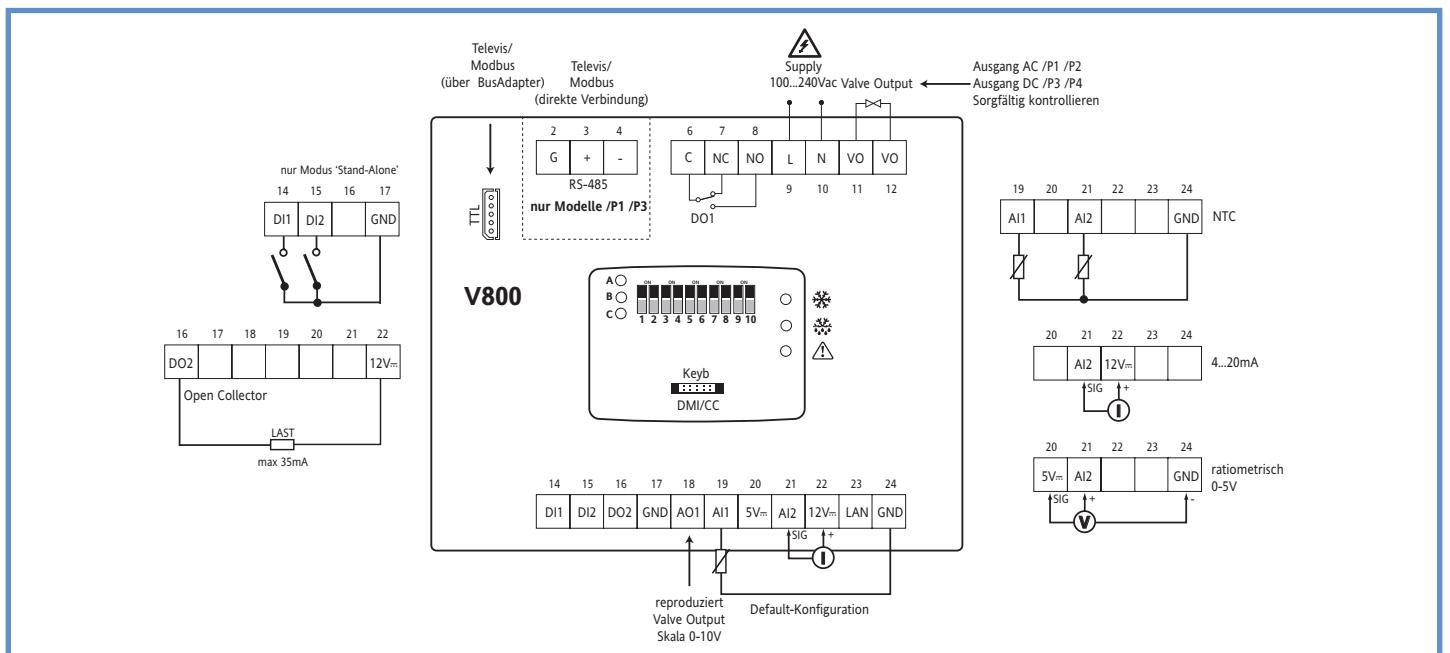 Televis/
Modbus
(über BusAdapter)
Televis/
Modbus
(direkte Verbindung)
Supply
100...240Vac
Valve Output
Ausgang AC /P1 /P2
Ausgang DC /P3 /P4
Sorgfältig kontrollieren
2 3 4
G + -
RS-485
nur Modelle /P1 /P3
TTL
6 7 8
C NC NO L N VO VO
9 10 11 12
DO1
nur Modus 'Stand-Alone'
14 15 16 17
DI1 DI2 GND
16 17 18 19 20 21 22
DO2 12V
Open Collector
LAST
max 35mA
V800
A
B
C
ON ON ON ON ON
1 2 3 4 5 6 7 8 9 10
Keyb
DMI/CC
14 15 16 17 18 19 20 21 22 23 24
DI1 DI2 DO2 GND AO1 AI1 5V AI2 12V LAN GND
SIG +
I
reproduziert
Valve Output
Skala 0-10V
Default-Konfiguration
19 20 21 22 23 24
AI1 AI2 GND
NTC
20 21 22 23 24
AI2 12V
4...20mA
SIG +
I
20 21 22 23 24
5V AI2 GND
ratiometrisch
0-5V
SIG + -
V